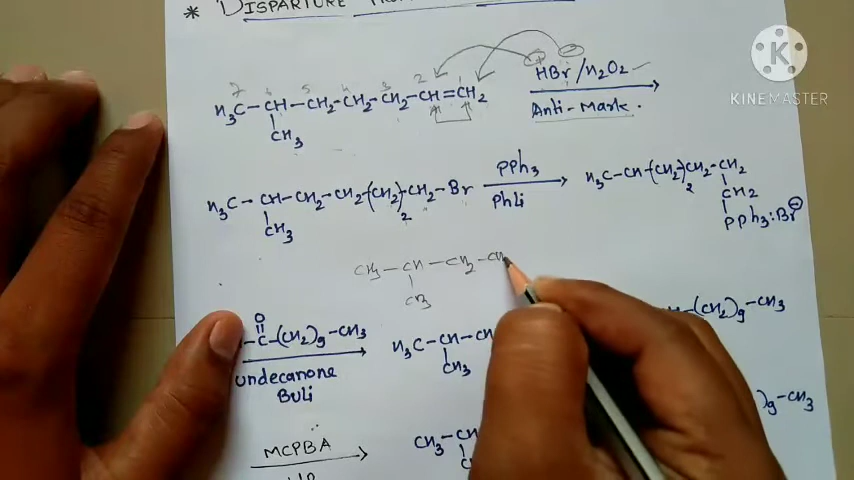 * DISPARTURE
7 6 5 4 3 2 1
H3C-CH-CH2-CH2-CH2-CH=CH2
CH3
HBr/H2O2
Anti-Mark.
H3C-CH-CH2-CH2-(CH2)2-CH2-Br
CH3
PPh3
PhLi
H3C-CH-(CH2)2-CH2-CH2
CH2
PPh3:Br⊖
CH3-CH-CH2-CH
CH3
O
-C-(CH2)9-CH3
undecanone
BuLi
H3C-CH-CH
CH3
-(CH2)9-CH3
MCPBA
CH3-CH
)9-CH3
K
KINEMASTER